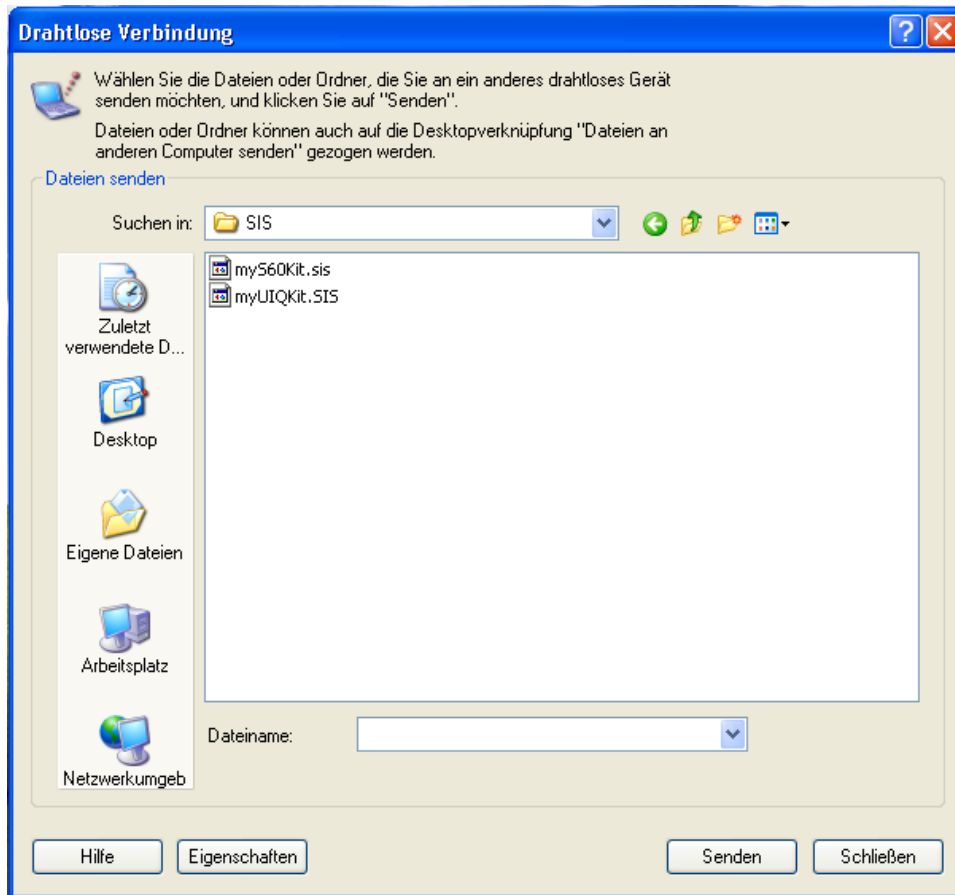 Drahtlose Verbindung
Wählen Sie die Dateien oder Ordner, die Sie an ein anderes drahtloses Gerät
senden möchten, und klicken Sie auf "Senden".
Dateien oder Ordner können auch auf die Desktopverknüpfung "Dateien an
anderen Computer senden" gezogen werden.
Dateien senden
Suchen in:
SIS
myS60Kit.sis
myUIQKit.SIS
Zuletzt
verwendete D...
Desktop
Eigene Dateien
Arbeitsplatz
Netzwerkumgeb
Dateiname:
Hilfe
Eigenschaften
Senden
Schließen